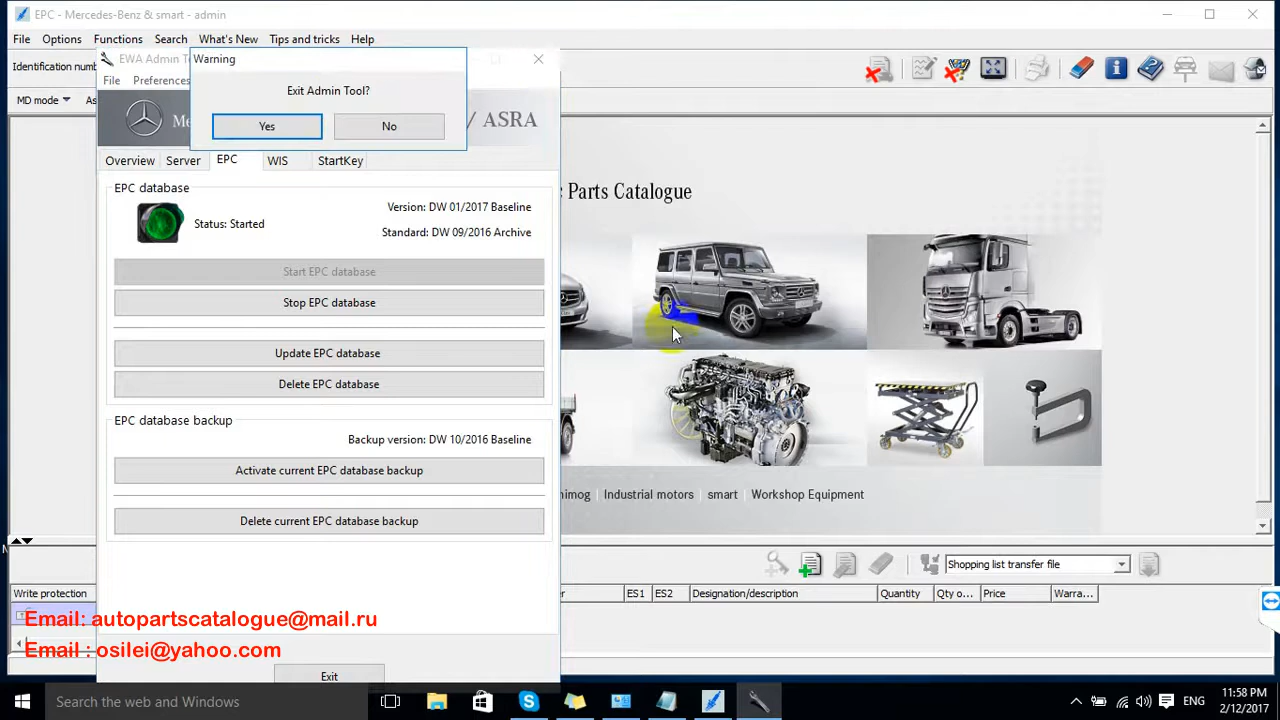 EPC - Mercedes-Benz & smart - admin
File Options Functions Search What's New Tips and tricks Help
Identification numb
MD mode
EWA Admin To
File Preferences
Warning
Exit Admin Tool?
Yes No
Me / ASRA
Overview Server EPC WIS StartKey
EPC database
Status: Started
Version: DW 01/2017 Baseline
Standard: DW 09/2016 Archive
Start EPC database
Stop EPC database
Update EPC database
Delete EPC database
EPC database backup
Backup version: DW 10/2016 Baseline
Activate current EPC database backup
Delete current EPC database backup
Exit
c Parts Catalogue
nimog | Industrial motors | smart | Workshop Equipment
Shopping list transfer file
Write protection
er ES1 ES2 Designation/description Quantity Qty o... Price Warra...
Email: autopartscatalogue@mail.ru
Email : osilei@yahoo.com
Search the web and Windows
ENG
11:58 PM
2/12/2017